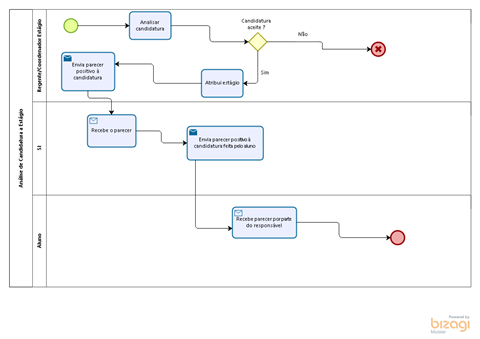 Análise de Candidatura a Estágio
Regente/Coordenador Estágio
Analisar
candidatura
Candidatura
aceite ?
Não
Sim
Atribui estágio
Envia parecer
positivo à
candidatura
SI
Recebe o parecer
Envia parecer positivo à
candidatura feita pelo aluno
Aluno
Recebe parecer por parte
do responsável
Powered by
bizagi
Modeler